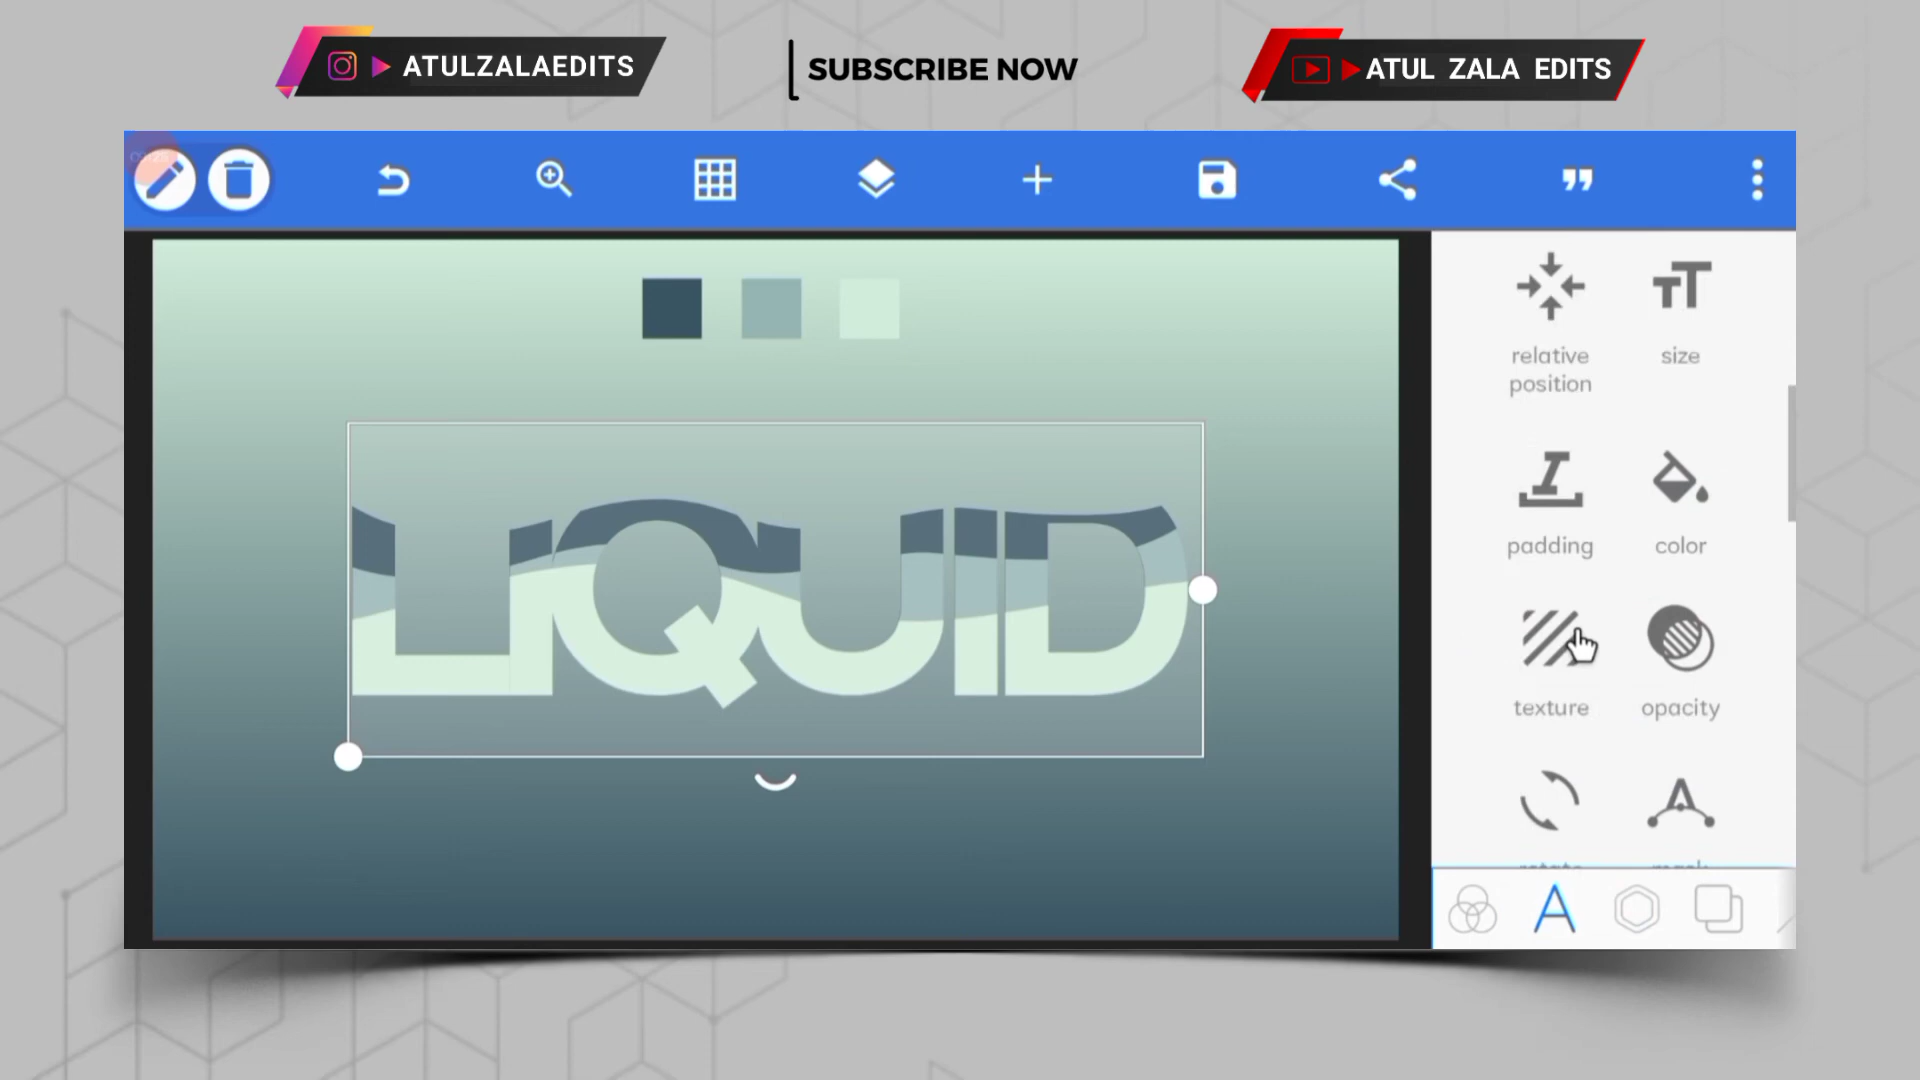 ATULZALAEDITS
SUBSCRIBE NOW
ATUL ZALA EDITS
LIQUID
relative
position
size
padding
color
texture
opacity